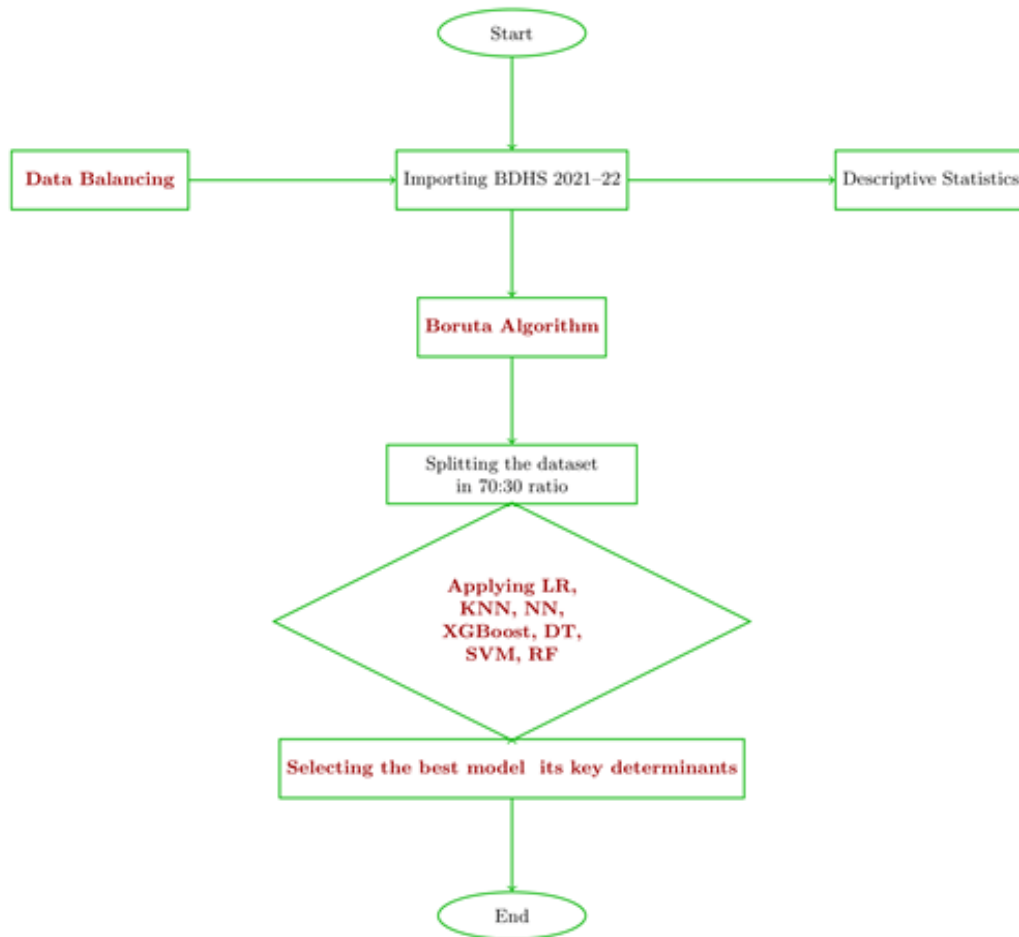 Start
Data Balancing
Importing BDHS 2021–22
Descriptive Statistics
Boruta Algorithm
Splitting the dataset
in 70:30 ratio
Applying LR,
KNN, NN,
XGBoost, DT,
SVM, RF
Selecting the best model its key determinants
End